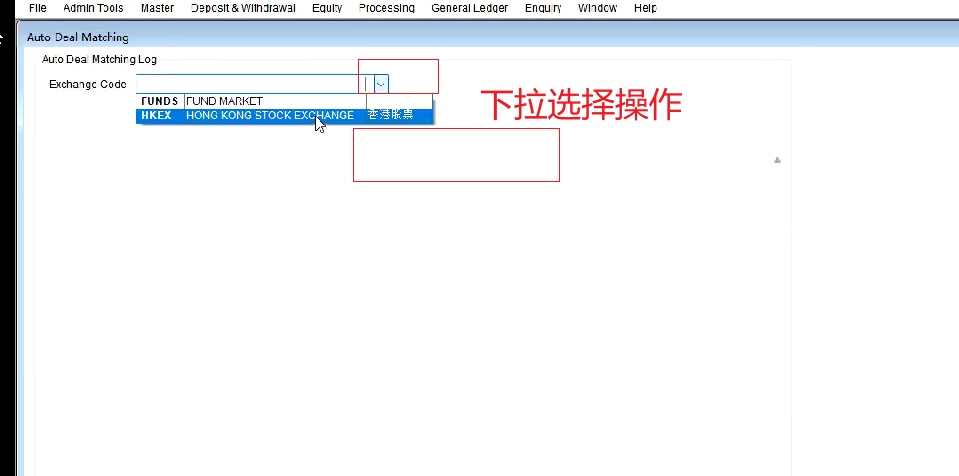 File Admin Tools Master Deposit & Withdrawal Equity Processing General Ledger Enquiry Window Help
Auto Deal Matching
Auto Deal Matching Log
Exchange Code
FUNDS FUND MARKET
HKEX HONG KONG STOCK EXCHANGE 香港股票
下拉选择操作